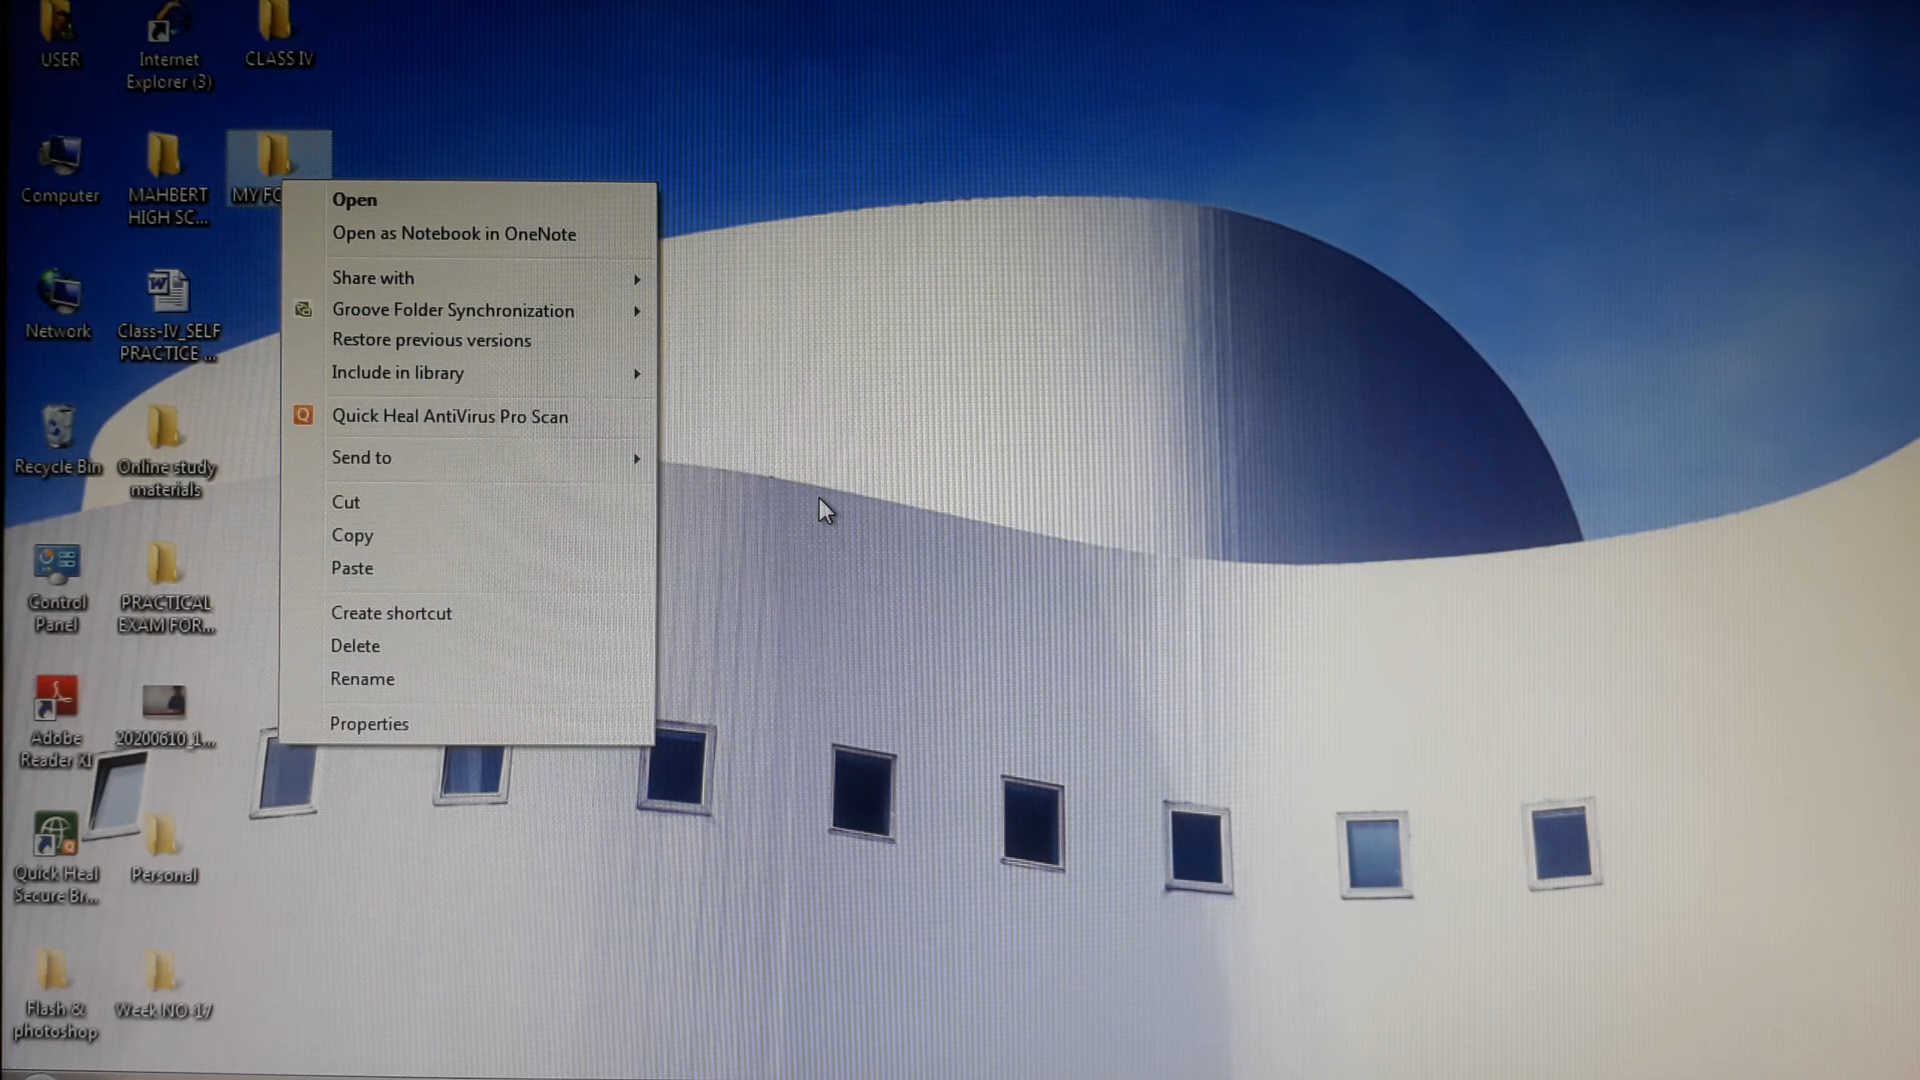 USER
Internet
Explorer (3)
CLASS IV
Computer
MAHBERT
HIGH SC...
MY FO
Network
Class-IV_SELF
PRACTICE ...
Recycle Bin
Online study
materials
Control
Panel
PRACTICAL
EXAM FOR...
Adobe
Reader XI
20200610_1...
Quick Heal
Secure Br...
Personal
Flash &
photoshop
Week NO-17
Open
Open as Notebook in OneNote
Share with
Groove Folder Synchronization
Restore previous versions
Include in library
Quick Heal AntiVirus Pro Scan
Send to
Cut
Copy
Paste
Create shortcut
Delete
Rename
Properties